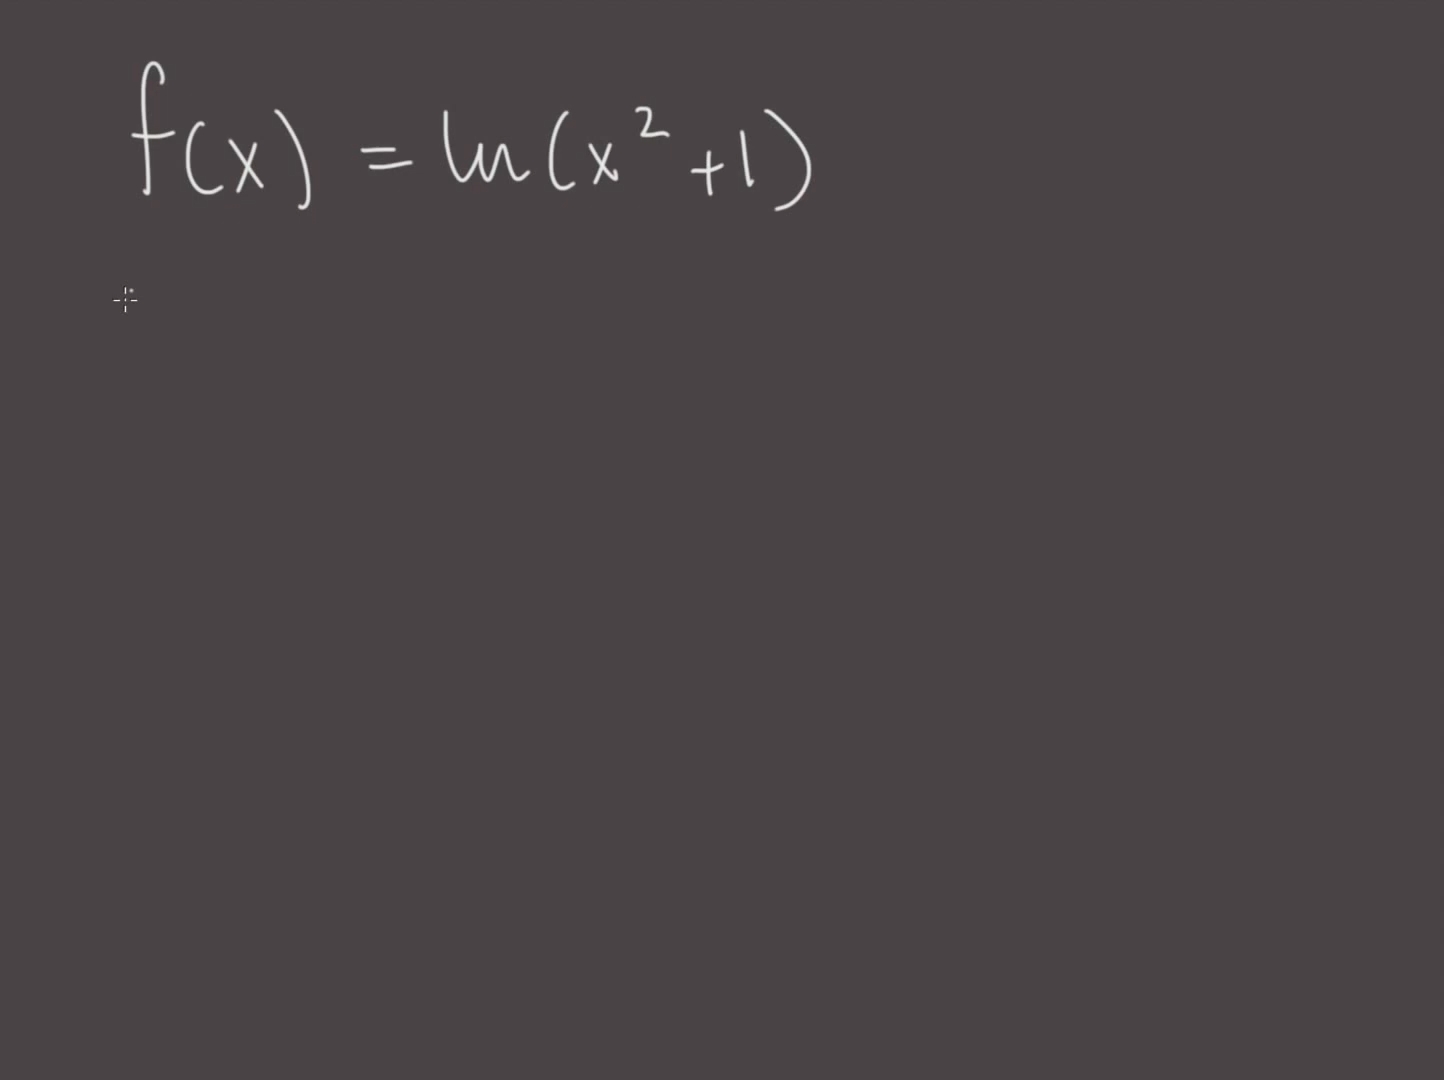 f(x) = ln(x² +1)